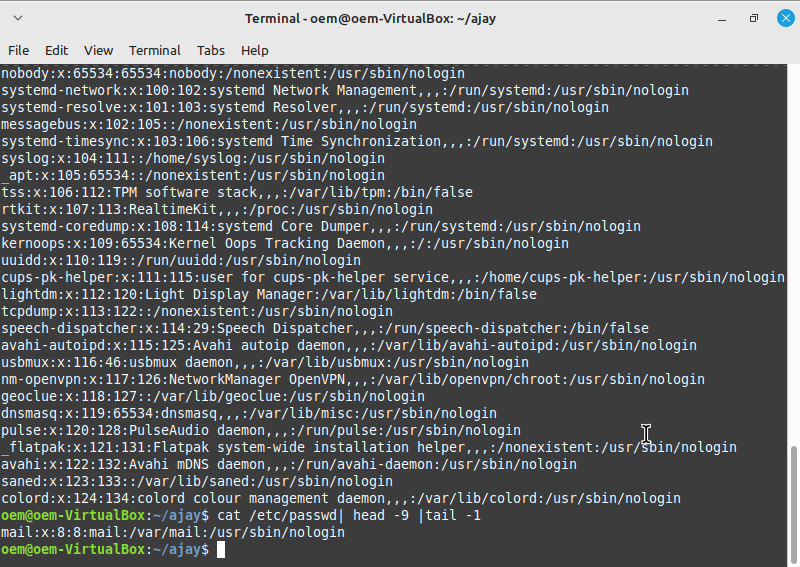 Terminal - oem@oem-VirtualBox: ~/ajay
File Edit View Terminal Tabs Help
nobody:x:65534:65534:nobody:/nonexistent:/usr/sbin/nologin
systemd-network:x:100:102:systemd Network Management,,,:/run/systemd:/usr/sbin/nologin
systemd-resolve:x:101:103:systemd Resolver,,,:/run/systemd:/usr/sbin/nologin
messagebus:x:102:105::/nonexistent:/usr/sbin/nologin
systemd-timesync:x:103:106:systemd Time Synchronization,,,:/run/systemd:/usr/sbin/nologin
syslog:x:104:111::/home/syslog:/usr/sbin/nologin
_apt:x:105:65534::/nonexistent:/usr/sbin/nologin
tss:x:106:112:TPM software stack,,,:/var/lib/tpm:/bin/false
rtkit:x:107:113:RealtimeKit,,,:/proc:/usr/sbin/nologin
systemd-coredump:x:108:114:systemd Core Dumper,,,:/run/systemd:/usr/sbin/nologin
kernoops:x:109:65534:Kernel Oops Tracking Daemon,,,:/:/usr/sbin/nologin
uuidd:x:110:119::/run/uuidd:/usr/sbin/nologin
cups-pk-helper:x:111:115:user for cups-pk-helper service,,,:/home/cups-pk-helper:/usr/sbin/nologin
lightdm:x:112:120:Light Display Manager:/var/lib/lightdm:/bin/false
tcpdump:x:113:122::/nonexistent:/usr/sbin/nologin
speech-dispatcher:x:114:29:Speech Dispatcher,,,:/run/speech-dispatcher:/bin/false
avahi-autoipd:x:115:125:Avahi autoip daemon,,,:/var/lib/avahi-autoipd:/usr/sbin/nologin
usbmux:x:116:46:usbmux daemon,,,:/var/lib/usbmux:/usr/sbin/nologin
nm-openvpn:x:117:126:NetworkManager OpenVPN,,,:/var/lib/openvpn/chroot:/usr/sbin/nologin
geoclue:x:118:127::/var/lib/geoclue:/usr/sbin/nologin
dnsmasq:x:119:65534:dnsmasq,,,:/var/lib/misc:/usr/sbin/nologin
pulse:x:120:128:PulseAudio daemon,,,:/run/pulse:/usr/sbin/nologin
_flatpak:x:121:131:Flatpak system-wide installation helper,,,:/nonexistent:/usr/sbin/nologin
avahi:x:122:132:Avahi mDNS daemon,,,:/run/avahi-daemon:/usr/sbin/nologin
saned:x:123:133::/var/lib/saned:/usr/sbin/nologin
colord:x:124:134:colord colour management daemon,,,:/var/lib/colord:/usr/sbin/nologin
oem@oem-VirtualBox:~/ajay$ cat /etc/passwd| head -9 |tail -1
mail:x:8:8:mail:/var/mail:/usr/sbin/nologin
oem@oem-VirtualBox:~/ajay$